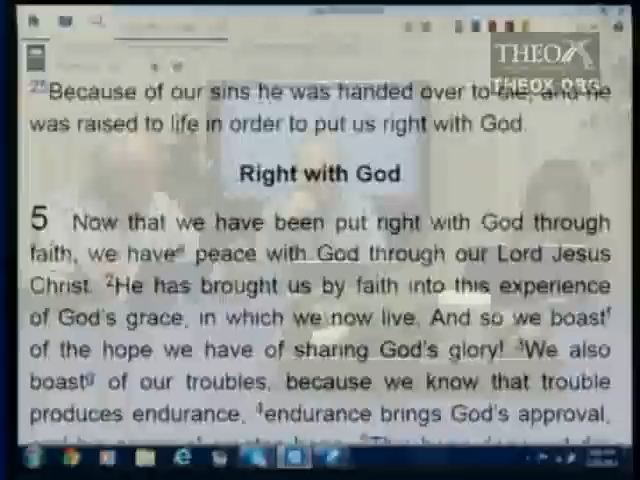 THEOX
THEOX.ORG
25 Because of our sins he was handed over to die, and he
was raised to life in order to put us right with God.
Right with God
5 Now that we have been put right with God through
faith, we have e peace with God through our Lord Jesus
Christ. 2 He has brought us by faith into this experience
of God's grace, in which we now live. And so we boast f
of the hope we have of sharing God's glory! 3 We also
boast g of our troubles, because we know that trouble
produces endurance, 4 endurance brings God's approval,